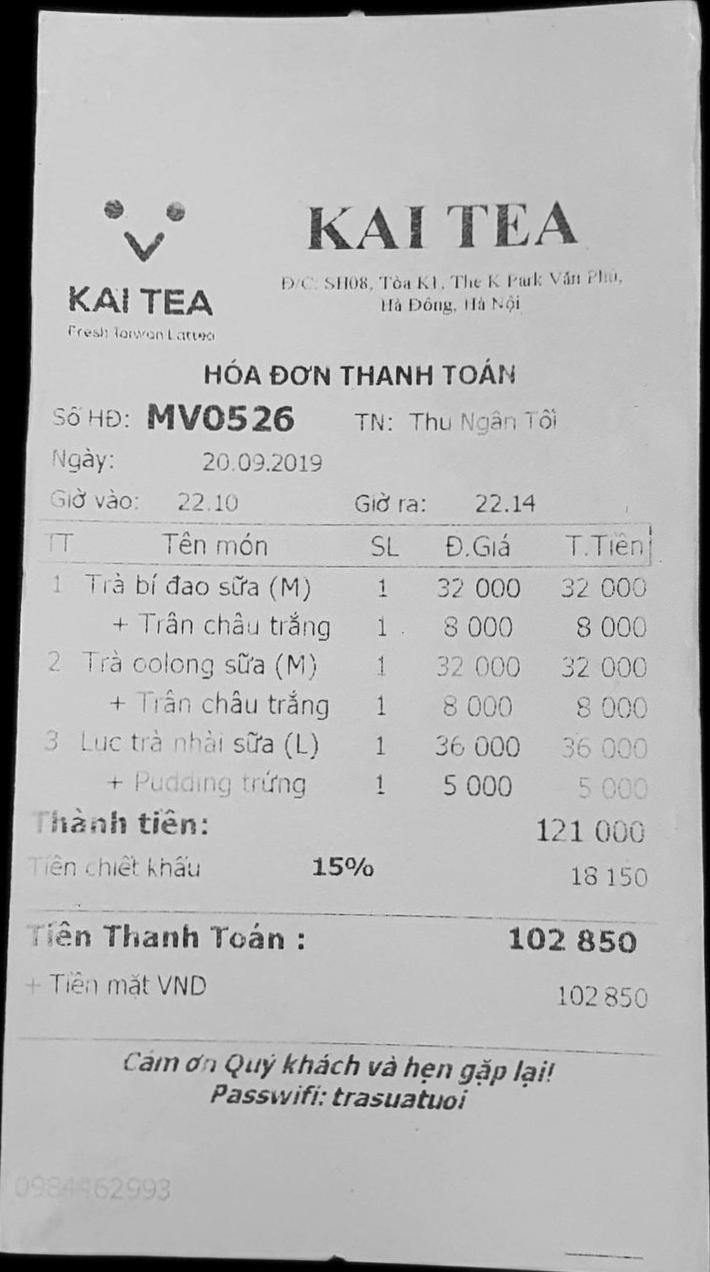 KAI TEA
Fresh Taiwan Lattea
KAI TEA
Đ/C: SH08, Tòa K1, The K Park Văn Phú,
Hà Đông, Hà Nội
HÓA ĐƠN THANH TOÁN
Số HĐ: MV0526 TN: Thu Ngân Tối
Ngày: 20.09.2019
Giờ vào: 22.10 Giờ ra: 22.14
TT Tên món SL Đ.Giá T.Tiền
1 Trà bí đao sữa (M) 1 32 000 32 000
+ Trân châu trắng 1 8 000 8 000
2 Trà oolong sữa (M) 1 32 000 32 000
+ Trân châu trắng 1 8 000 8 000
3 Lục trà nhài sữa (L) 1 36 000 36 000
+ Pudding trứng 1 5 000 5 000
Thành tiền: 121 000
Tiền chiết khấu 15% 18 150
Tiền Thanh Toán : 102 850
+ Tiền mặt VND 102 850
Cảm ơn Quý khách và hẹn gặp lại!
Passwifi: trasuatuoi
0984462993